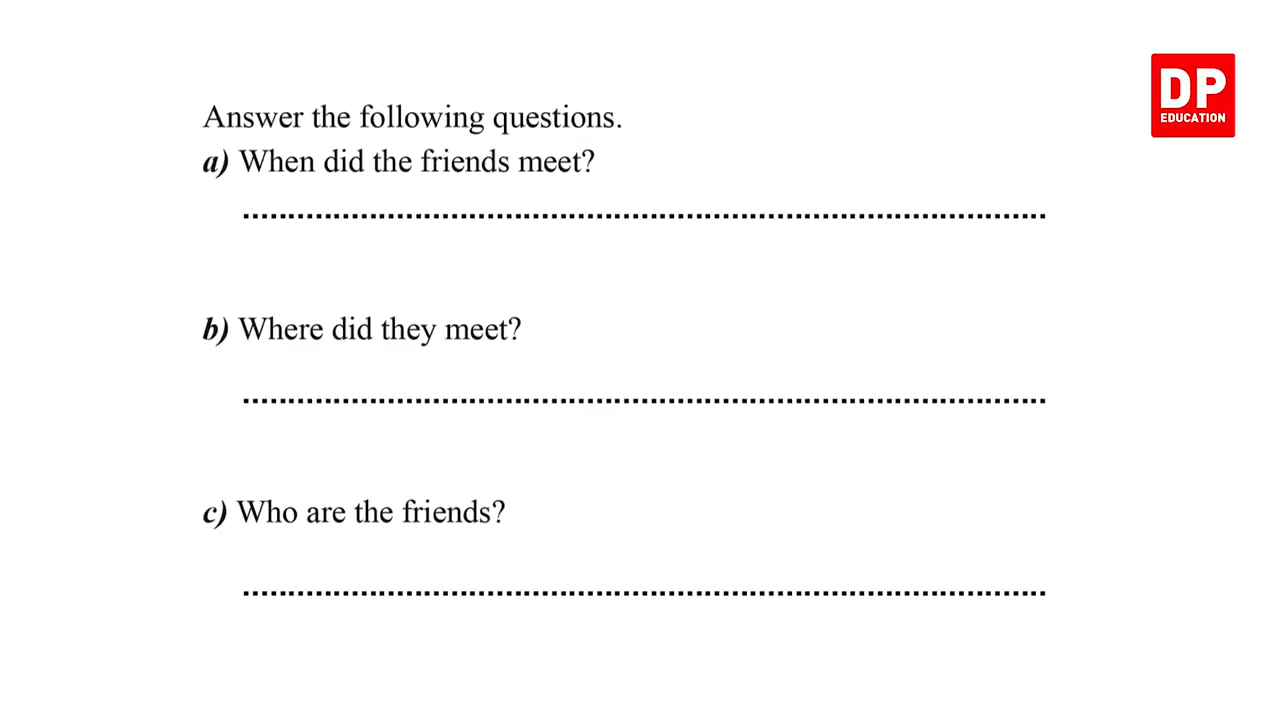 DP
EDUCATION
Answer the following questions.
a) When did the friends meet?
........................................................................................
b) Where did they meet?
........................................................................................
c) Who are the friends?
........................................................................................